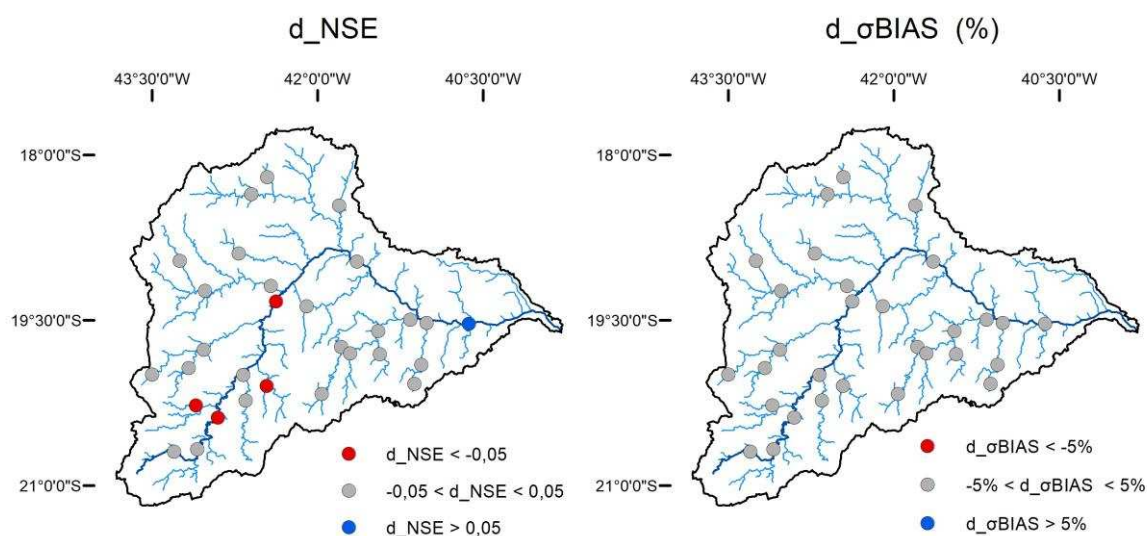 d_NSE
43°30'0"W 42°0'0"W 40°30'0"W
18°0'0"S
19°30'0"S
21°0'0"S
d_NSE < -0,05
-0,05 < d_NSE < 0,05
d_NSE > 0,05
d_σBIAS (%)
43°30'0"W 42°0'0"W 40°30'0"W
18°0'0"S
19°30'0"S
21°0'0"S
d_σBIAS < -5%
-5% < d_σBIAS < 5%
d_σBIAS > 5%